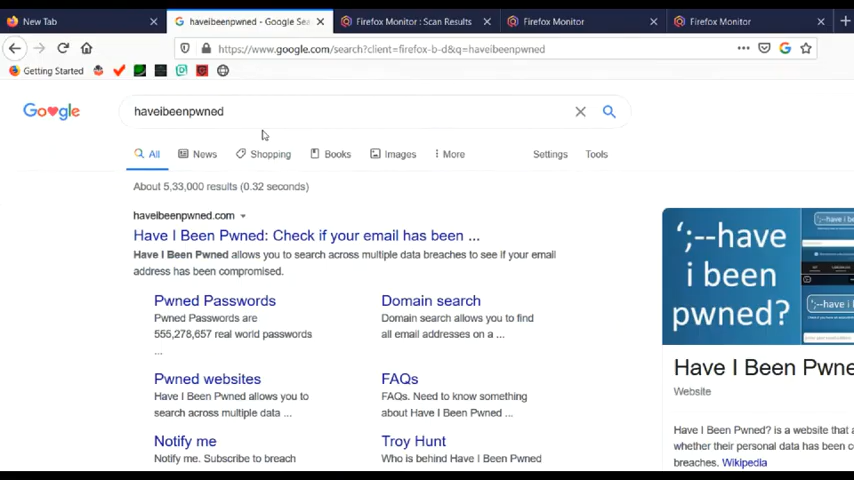 New Tab
haveibeenpwned - Google Sea
Firefox Monitor : Scan Results
Firefox Monitor
Firefox Monitor
https://www.google.com/search?client=firefox-b-d&q=haveibeenpwned
Getting Started
Google
haveibeenpwned
All
News
Shopping
Books
Images
More
Settings
Tools
About 5,33,000 results (0.32 seconds)
haveibeenpwned.com
Have I Been Pwned: Check if your email has been ...
Have I Been Pwned allows you to search across multiple data breaches to see if your email
address has been compromised.
Pwned Passwords
Pwned Passwords are
555,278,657 real world passwords
...
Domain search
Domain search allows you to find
all email addresses on a ...
Pwned websites
Have I Been Pwned allows you to
search across multiple data ...
FAQs
FAQs. Need to know something
about Have I Been Pwned ...
Notify me
Notify me. Subscribe to breach
Troy Hunt
Who is behind Have I Been Pwned
';--have
i been
pwned?
Have I Been Pwne
Website
Have I Been Pwned? is a website that a
whether their personal data has been co
breaches. Wikipedia